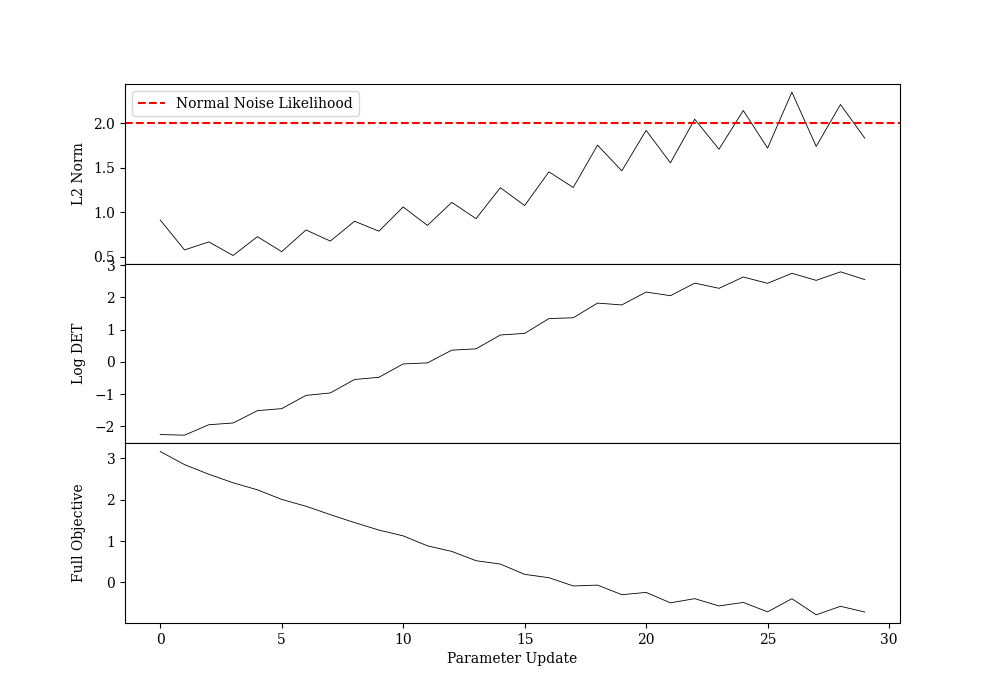 Normal Noise Likelihood
2.0
1.5
1.0
0.5
L2 Norm
3
2
1
0
−1
−2
Log DET
3
2
1
0
Full Objective
0 5 10 15 20 25 30
Parameter Update